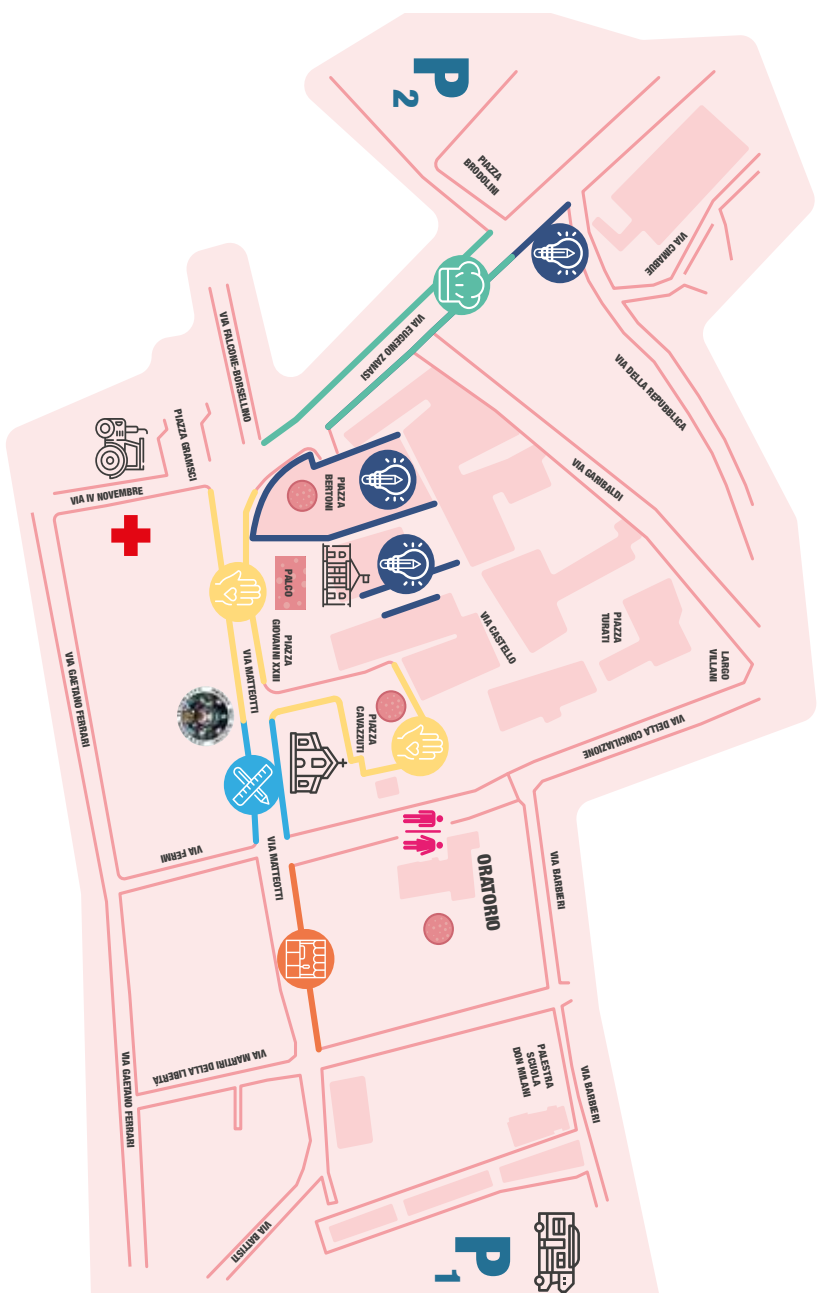 P
2
PIAZZA
BRODOLINI
VIA CIMABUE
VIA EUGENIO ZANASI
VIA FALCONE-BORSELLINO
VIA DELLA REPUBBLICA
PIAZZA GRAMSCI
VIA GARIBALDI
VIA IV NOVEMBRE
PIAZZA
BERTONI
PALCO
PIAZZA
GIOVANNI XXIII
VIA CASTELLO
PIAZZA
TURATI
LARGO
VILLANI
VIA GAETANO FERRARI
VIA MATTEOTTI
PIAZZA
CAVAZZUTI
VIA DELLA CONCILIAZIONE
VIA FERMI
VIA MATTEOTTI
ORATORIO
VIA BARBIERI
VIA MARTIRI DELLA LIBERTÀ
VIA GAETANO FERRARI
PALESTRA
SCUOLA
DON MILANI
VIA BARBIERI
VIA BATTISTI
P
1